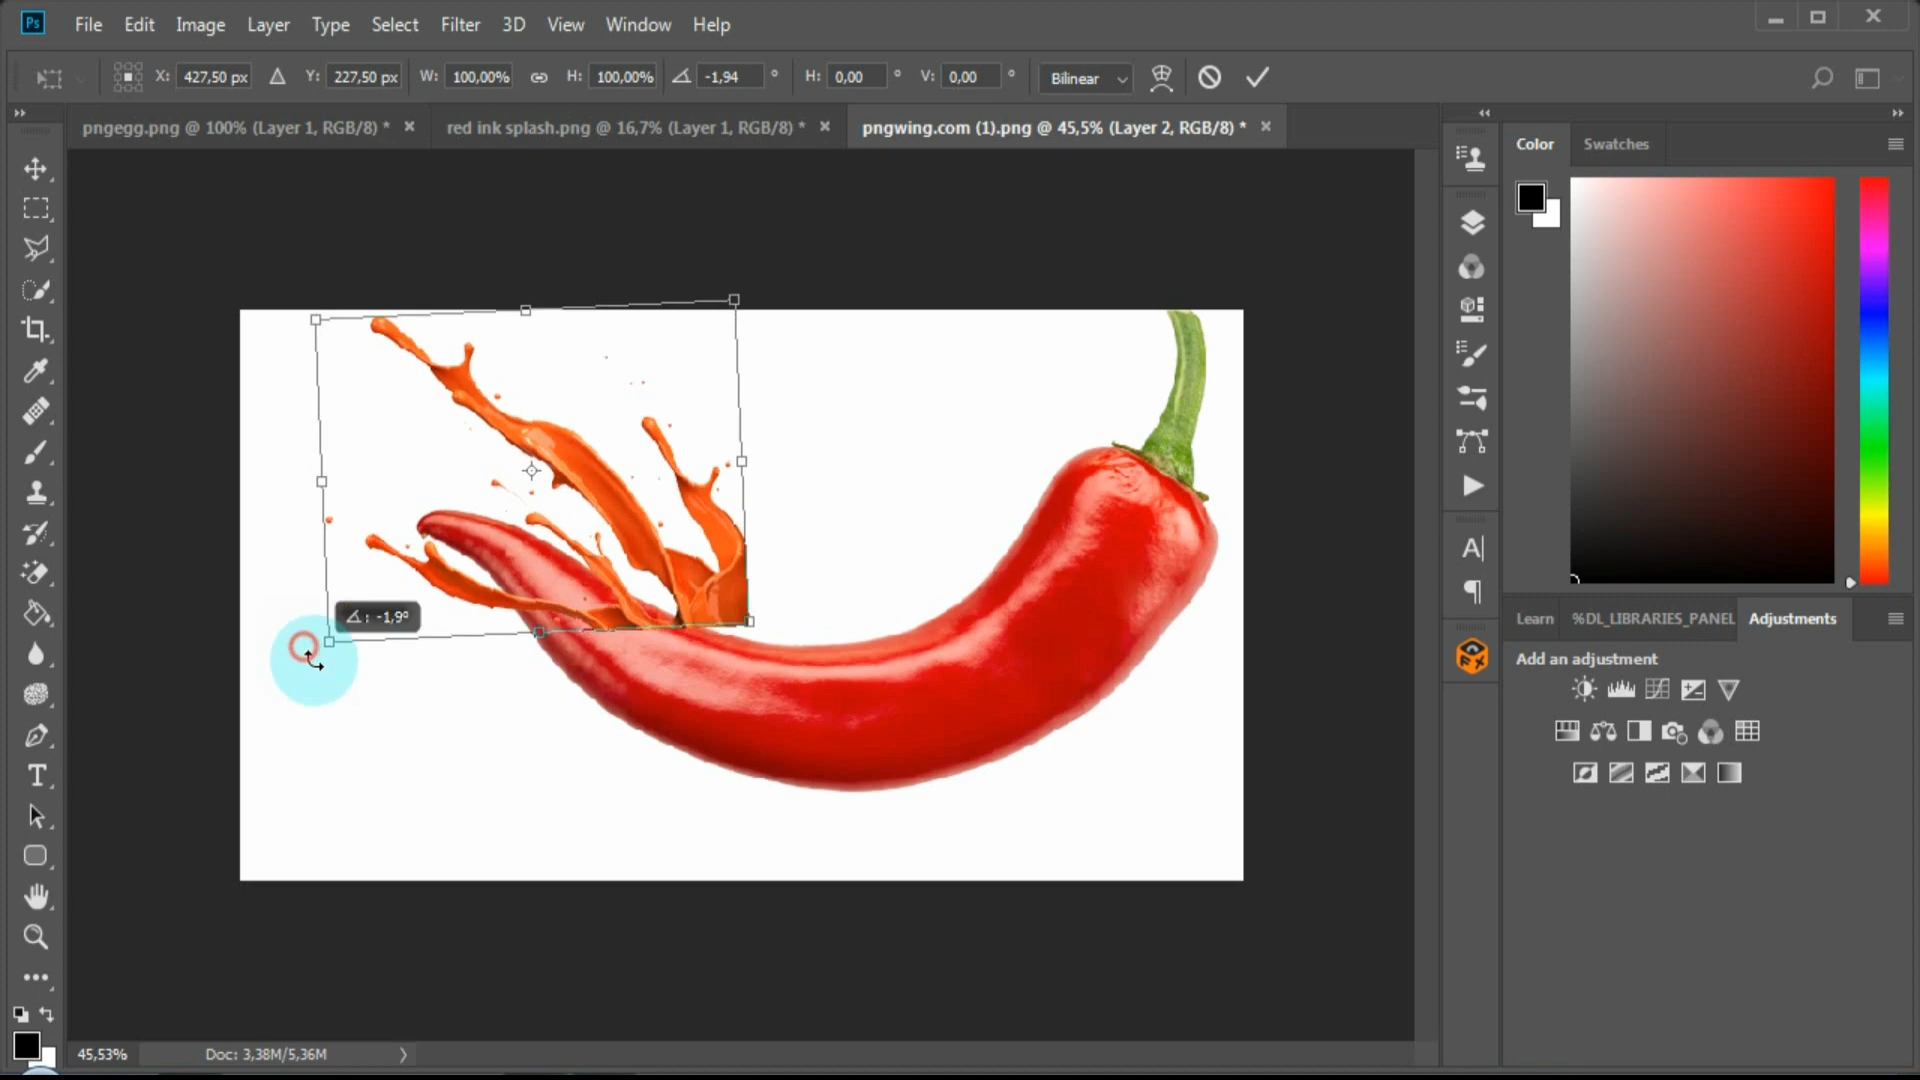 Ps File Edit Image Layer Type Select Filter 3D View Window Help
X: 427,50 px Y: 227,50 px W: 100,00% H: 100,00% -1,94 ° H: 0,00 ° V: 0,00 ° Bilinear
pngegg.png @ 100% (Layer 1, RGB/8) * × red ink splash.png @ 16,7% (Layer 1, RGB/8) * × pngwing.com (1).png @ 45,5% (Layer 2, RGB/8) * ×
Color Swatches
A|
: -1,9°
Learn %DL_LIBRARIES_PANEL Adjustments
Add an adjustment
T
45,53% Doc: 3,38M/5,36M